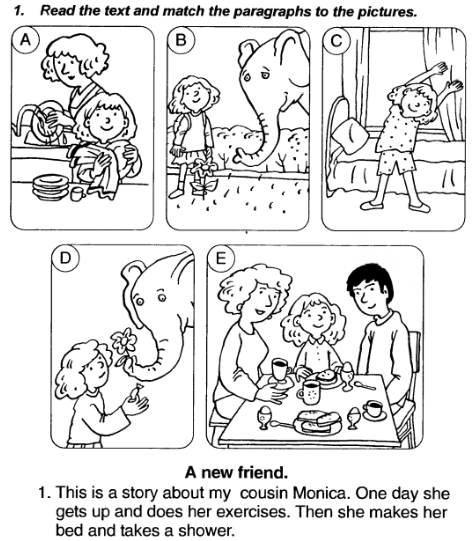 1. Read the text and match the paragraphs to the pictures.
A
B
C
D
E
A new friend.
1. This is a story about my cousin Monica. One day she
gets up and does her exercises. Then she makes her
bed and takes a shower.